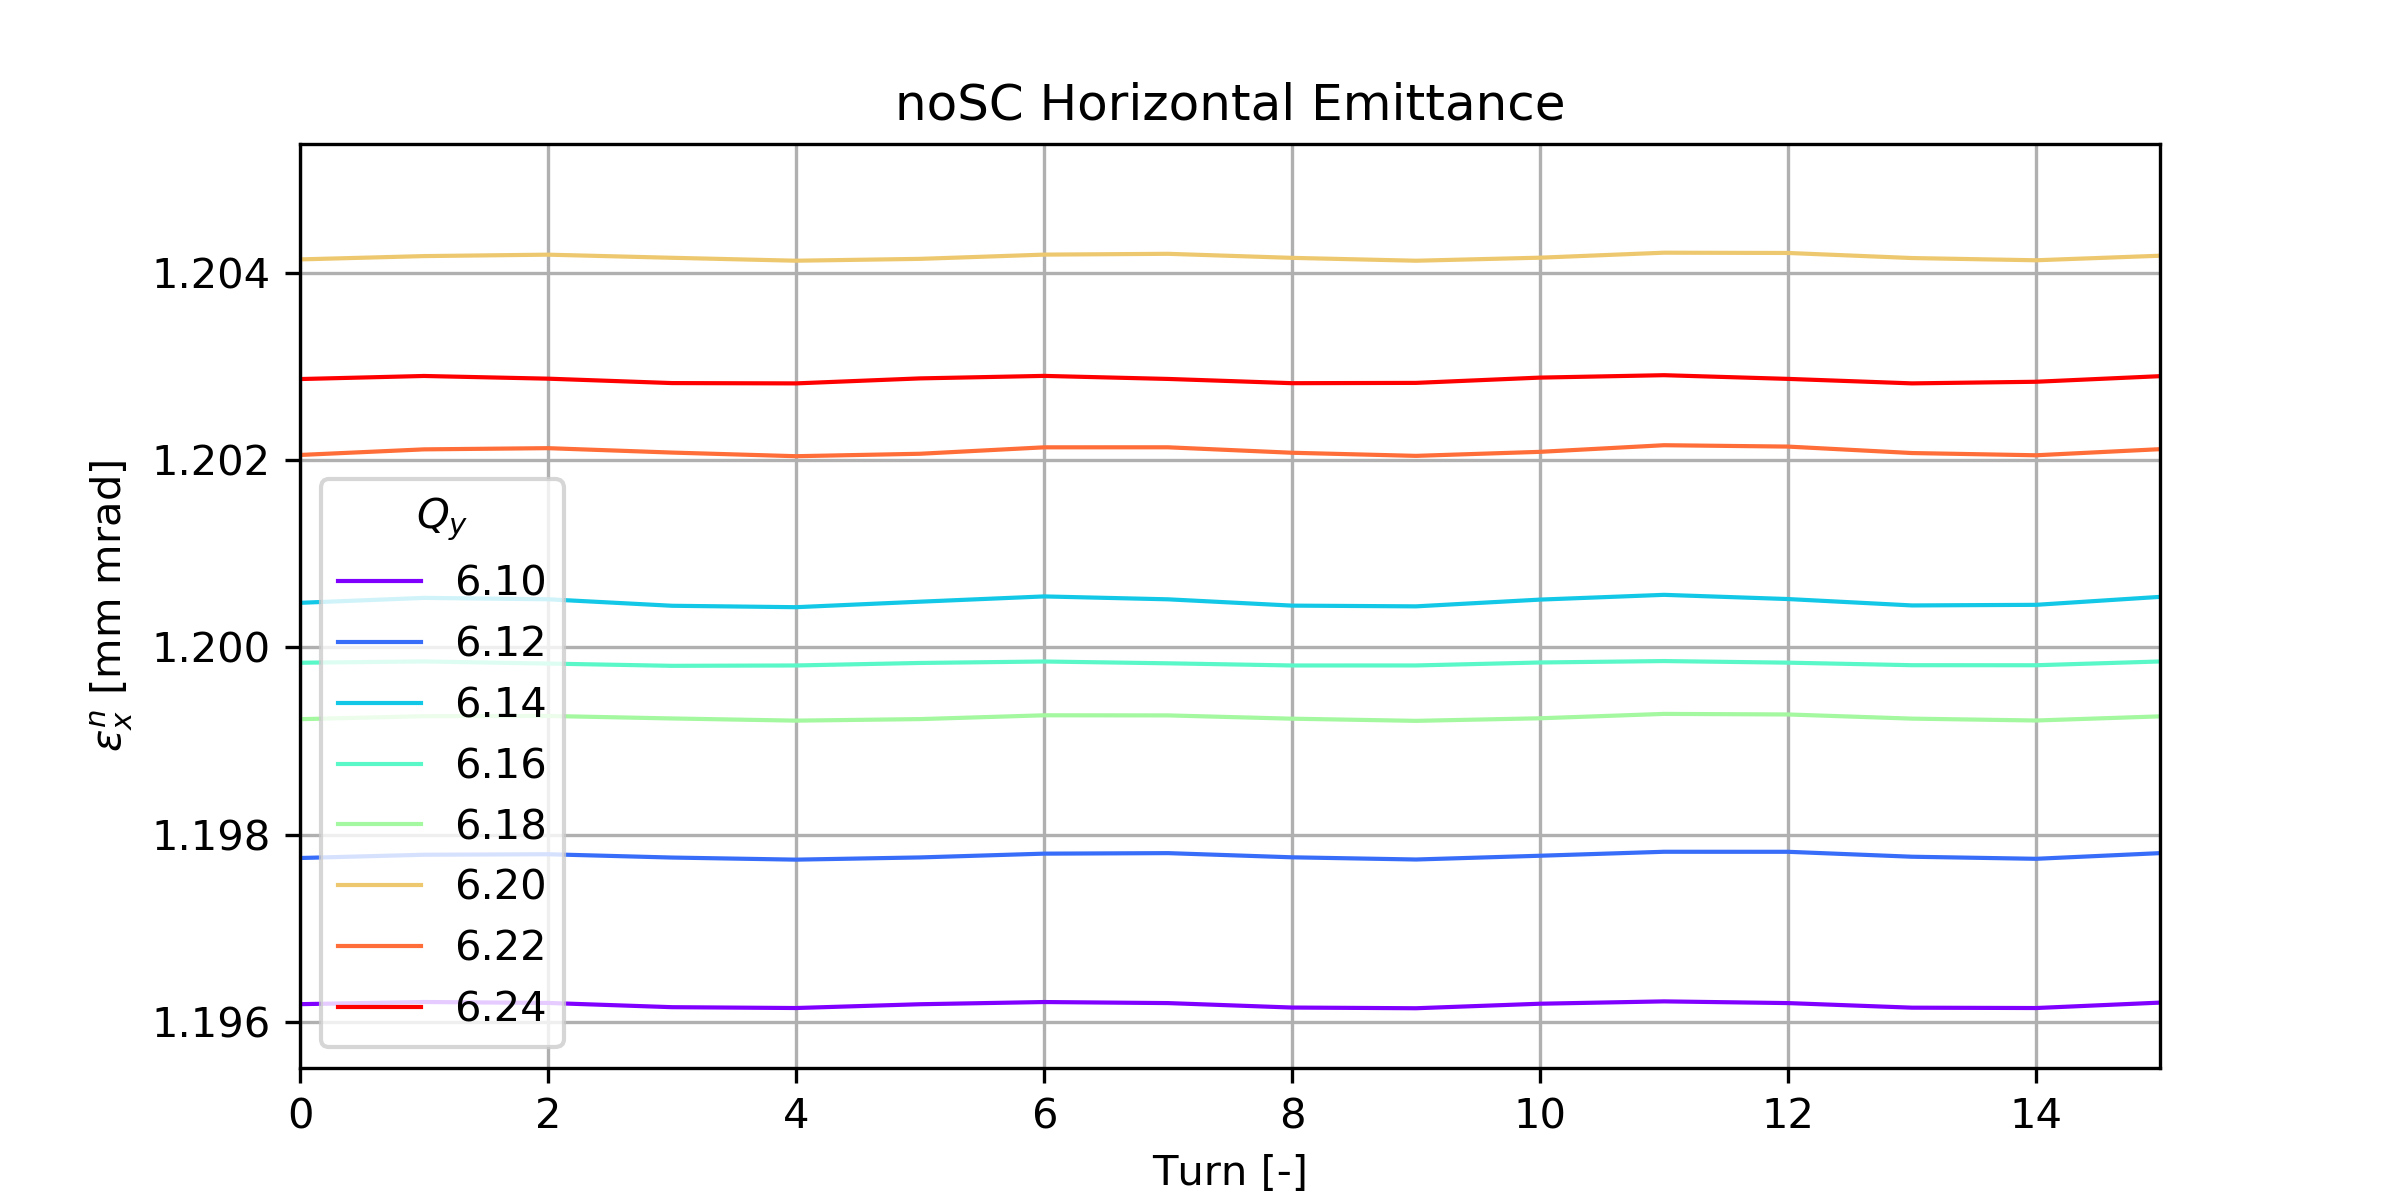 noSC Horizontal Emittance
1.204
1.202
1.200
1.198
1.196
εₓⁿ [mm mrad]
Q_y
6.10
6.12
6.14
6.16
6.18
6.20
6.22
6.24
0 2 4 6 8 10 12 14
Turn [-]